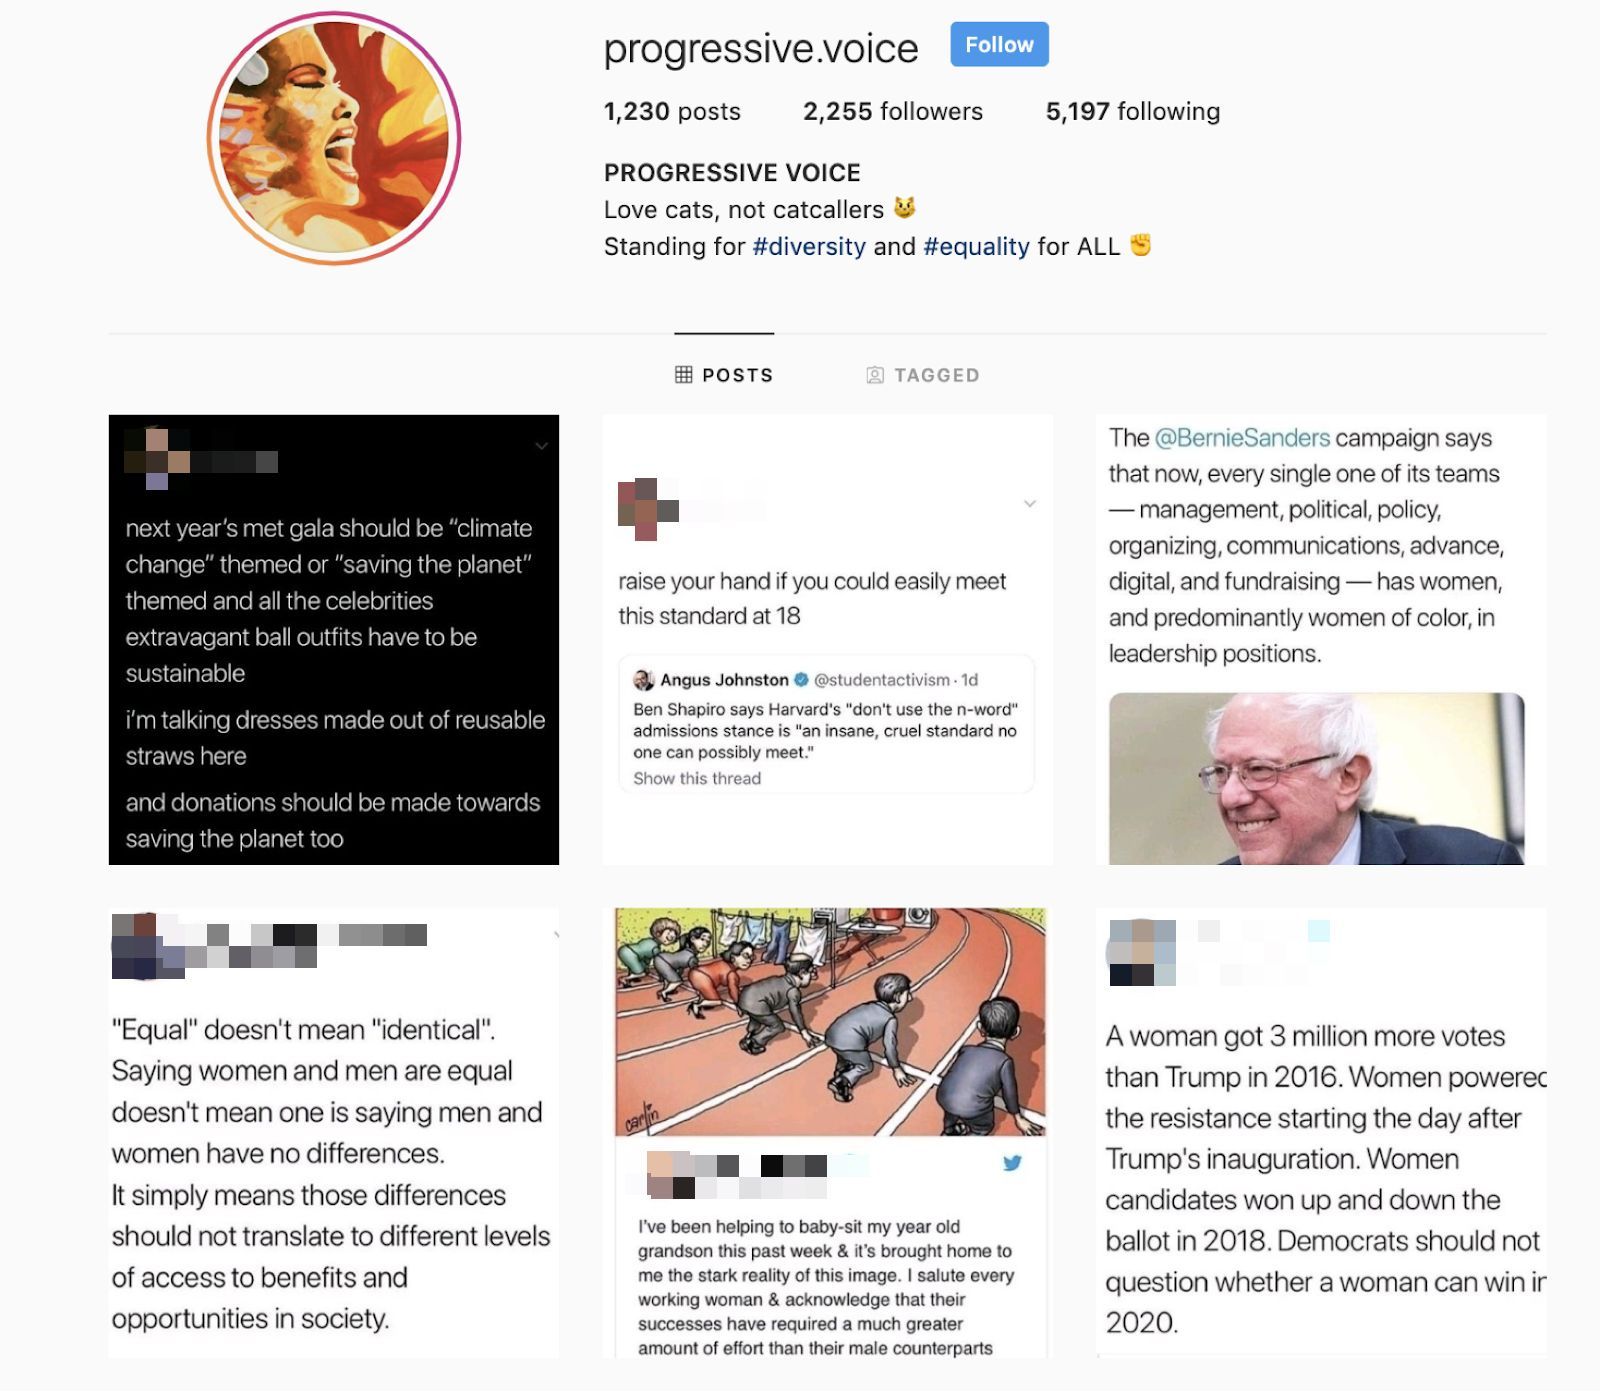 progressive.voice Follow
1,230 posts 2,255 followers 5,197 following
PROGRESSIVE VOICE
Love cats, not catcallers 😼
Standing for #diversity and #equality for ALL ✊
POSTS TAGGED
next year's met gala should be “climate
change” themed or “saving the planet”
themed and all the celebrities
extravagant ball outfits have to be
sustainable
i'm talking dresses made out of reusable
straws here
and donations should be made towards
saving the planet too
raise your hand if you could easily meet
this standard at 18
Angus Johnston @studentactivism · 1d
Ben Shapiro says Harvard's "don't use the n-word"
admissions stance is "an insane, cruel standard no
one can possibly meet."
Show this thread
The @BernieSanders campaign says
that now, every single one of its teams
— management, political, policy,
organizing, communications, advance,
digital, and fundraising — has women,
and predominantly women of color, in
leadership positions.
"Equal" doesn't mean "identical".
Saying women and men are equal
doesn't mean one is saying men and
women have no differences.
It simply means those differences
should not translate to different levels
of access to benefits and
opportunities in society.
carlin
I've been helping to baby-sit my year old
grandson this past week & it's brought home to
me the stark reality of this image. I salute every
working woman & acknowledge that their
successes have required a much greater
amount of effort than their male counterparts
A woman got 3 million more votes
than Trump in 2016. Women powered
the resistance starting the day after
Trump's inauguration. Women
candidates won up and down the
ballot in 2018. Democrats should not
question whether a woman can win in
2020.